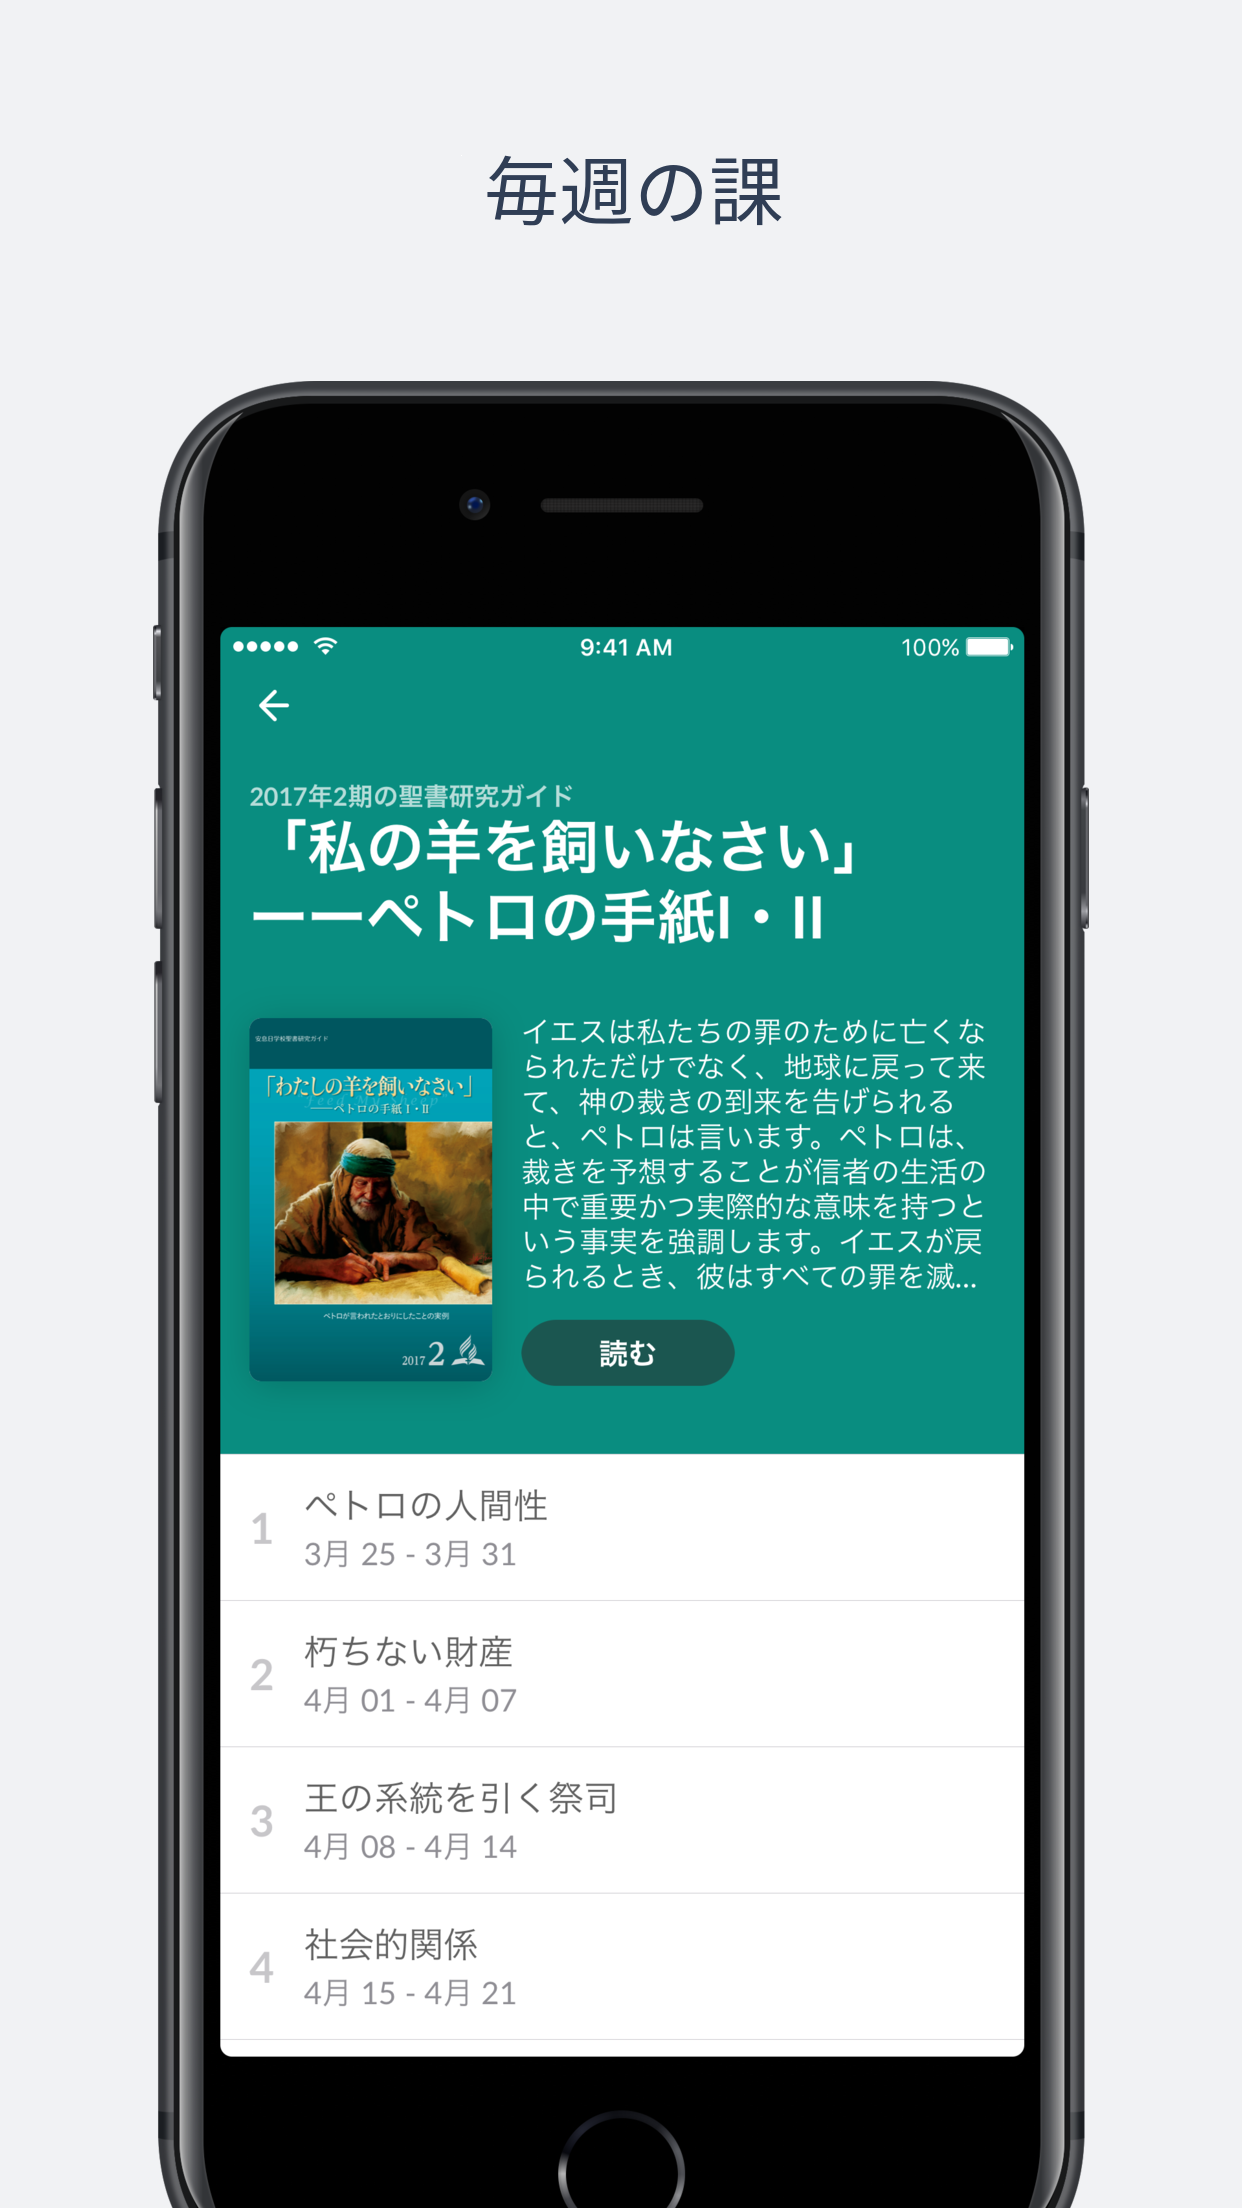 毎週の課
9:41 AM
100%
2017年2期の聖書研究ガイド
「私の羊を飼いなさい」
ーーペトロの手紙I・II
安息日学校聖書研究ガイド
「わたしの羊を飼いなさい」
Feed My Sheep
──ペトロの手紙 I・II
ペトロが言われたとおりにしたことの実例
2017 2
イエスは私たちの罪のために亡くな
られただけでなく、地球に戻って来
て、神の裁きの到来を告げられる
と、ペトロは言います。ペトロは、
裁きを予想することが信者の生活の
中で重要かつ実際的な意味を持つと
いう事実を強調します。イエスが戻
られるとき、彼はすべての罪を滅...
読む
1
ペトロの人間性
3月 25 - 3月 31
2
朽ちない財産
4月 01 - 4月 07
3
王の系統を引く祭司
4月 08 - 4月 14
4
社会的関係
4月 15 - 4月 21